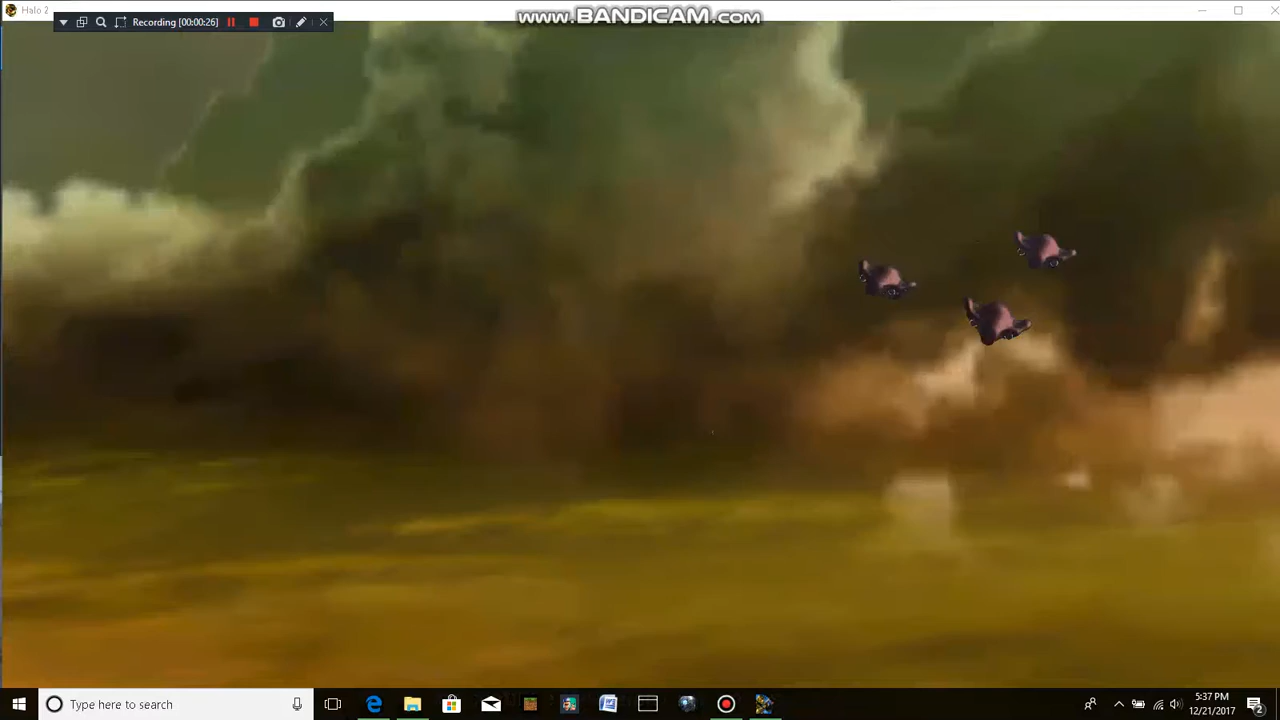 Halo 2
Recording [00:00:26]
www.BANDICAM.com
Type here to search
5:37 PM
12/21/2017
2